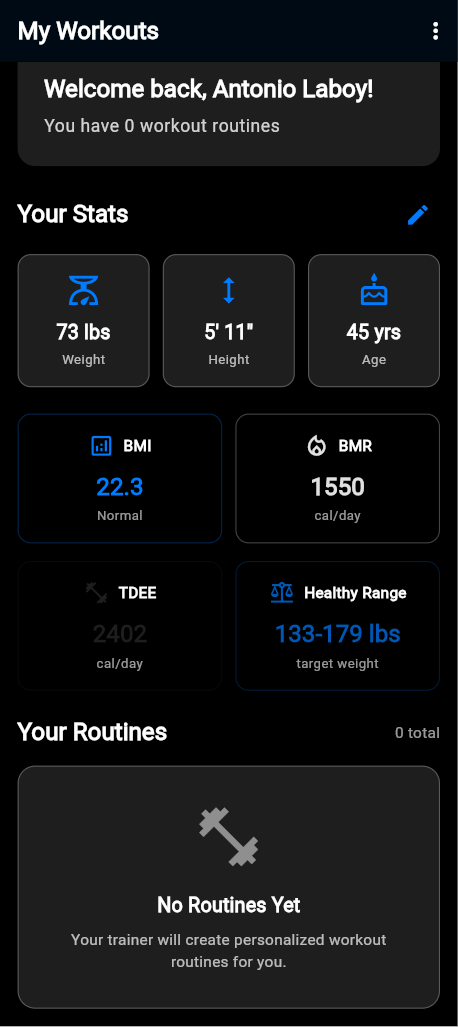 My Workouts
Welcome back, Antonio Laboy!
You have 0 workout routines
Your Stats
73 lbs
Weight
5' 11"
Height
45 yrs
Age
BMI
22.3
Normal
BMR
1550
cal/day
TDEE
2402
cal/day
Healthy Range
133-179 lbs
target weight
Your Routines
0 total
No Routines Yet
Your trainer will create personalized workout
routines for you.